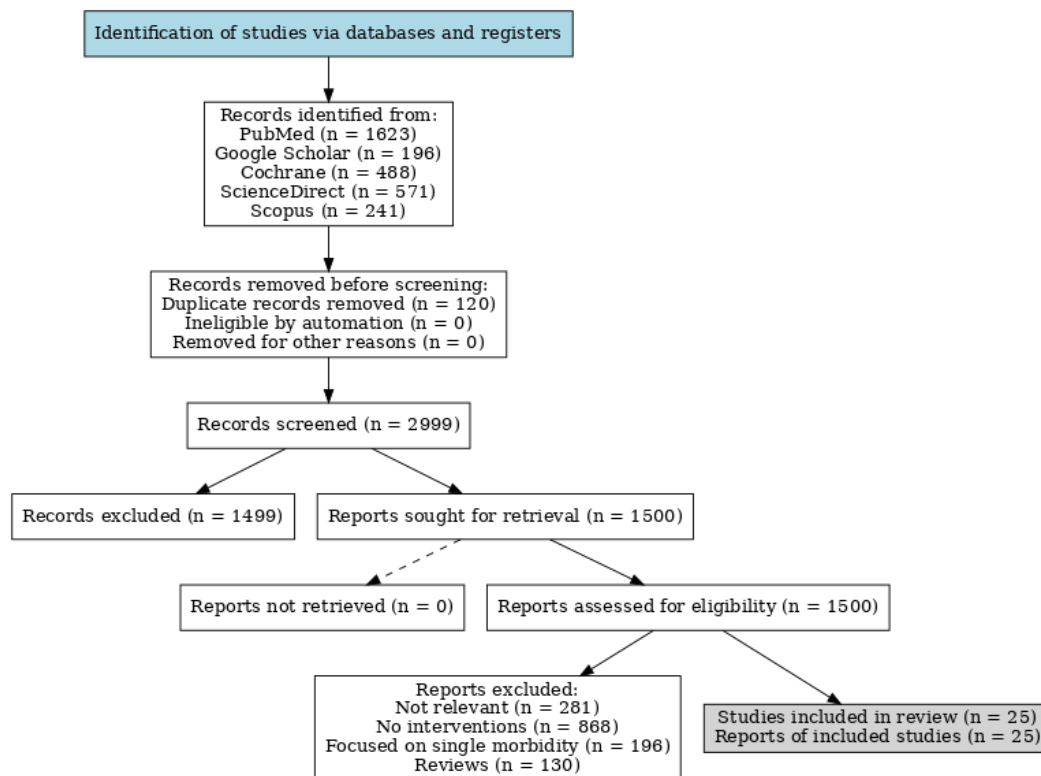 Identification of studies via databases and registers
Records identified from:
PubMed (n = 1623)
Google Scholar (n = 196)
Cochrane (n = 488)
ScienceDirect (n = 571)
Scopus (n = 241)
Records removed before screening:
Duplicate records removed (n = 120)
Ineligible by automation (n = 0)
Removed for other reasons (n = 0)
Records screened (n = 2999)
Records excluded (n = 1499)
Reports sought for retrieval (n = 1500)
Reports not retrieved (n = 0)
Reports assessed for eligibility (n = 1500)
Reports excluded:
Not relevant (n = 281)
No interventions (n = 868)
Focused on single morbidity (n = 196)
Reviews (n = 130)
Studies included in review (n = 25)
Reports of included studies (n = 25)